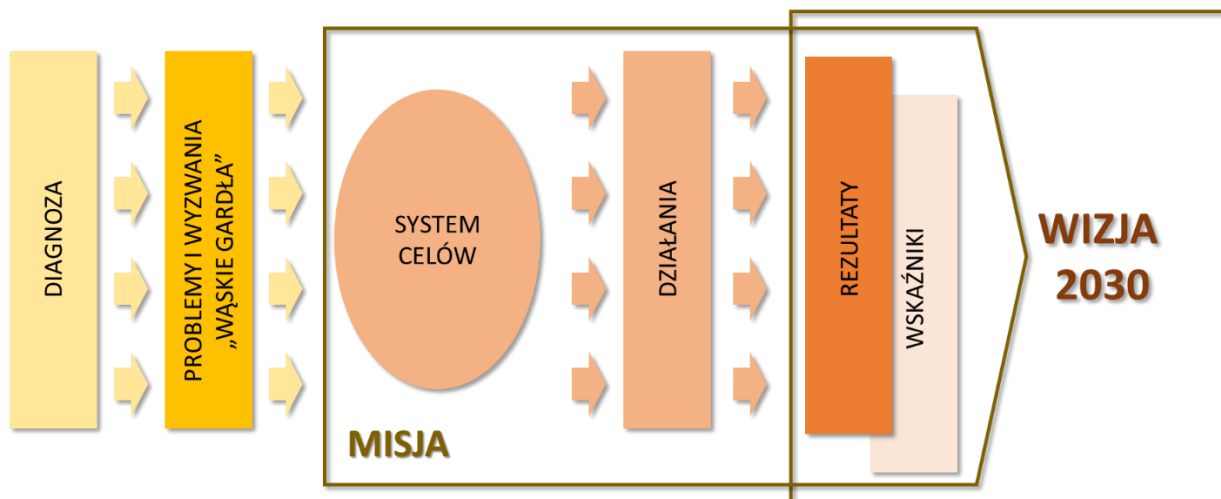 DIAGNOZA
PROBLEMY I WYZWANIA
„WĄSKIE GARDŁA”
SYSTEM
CELÓW
DZIAŁANIA
REZULTATY
WSKAŹNIKI
MISJA
WIZJA
2030